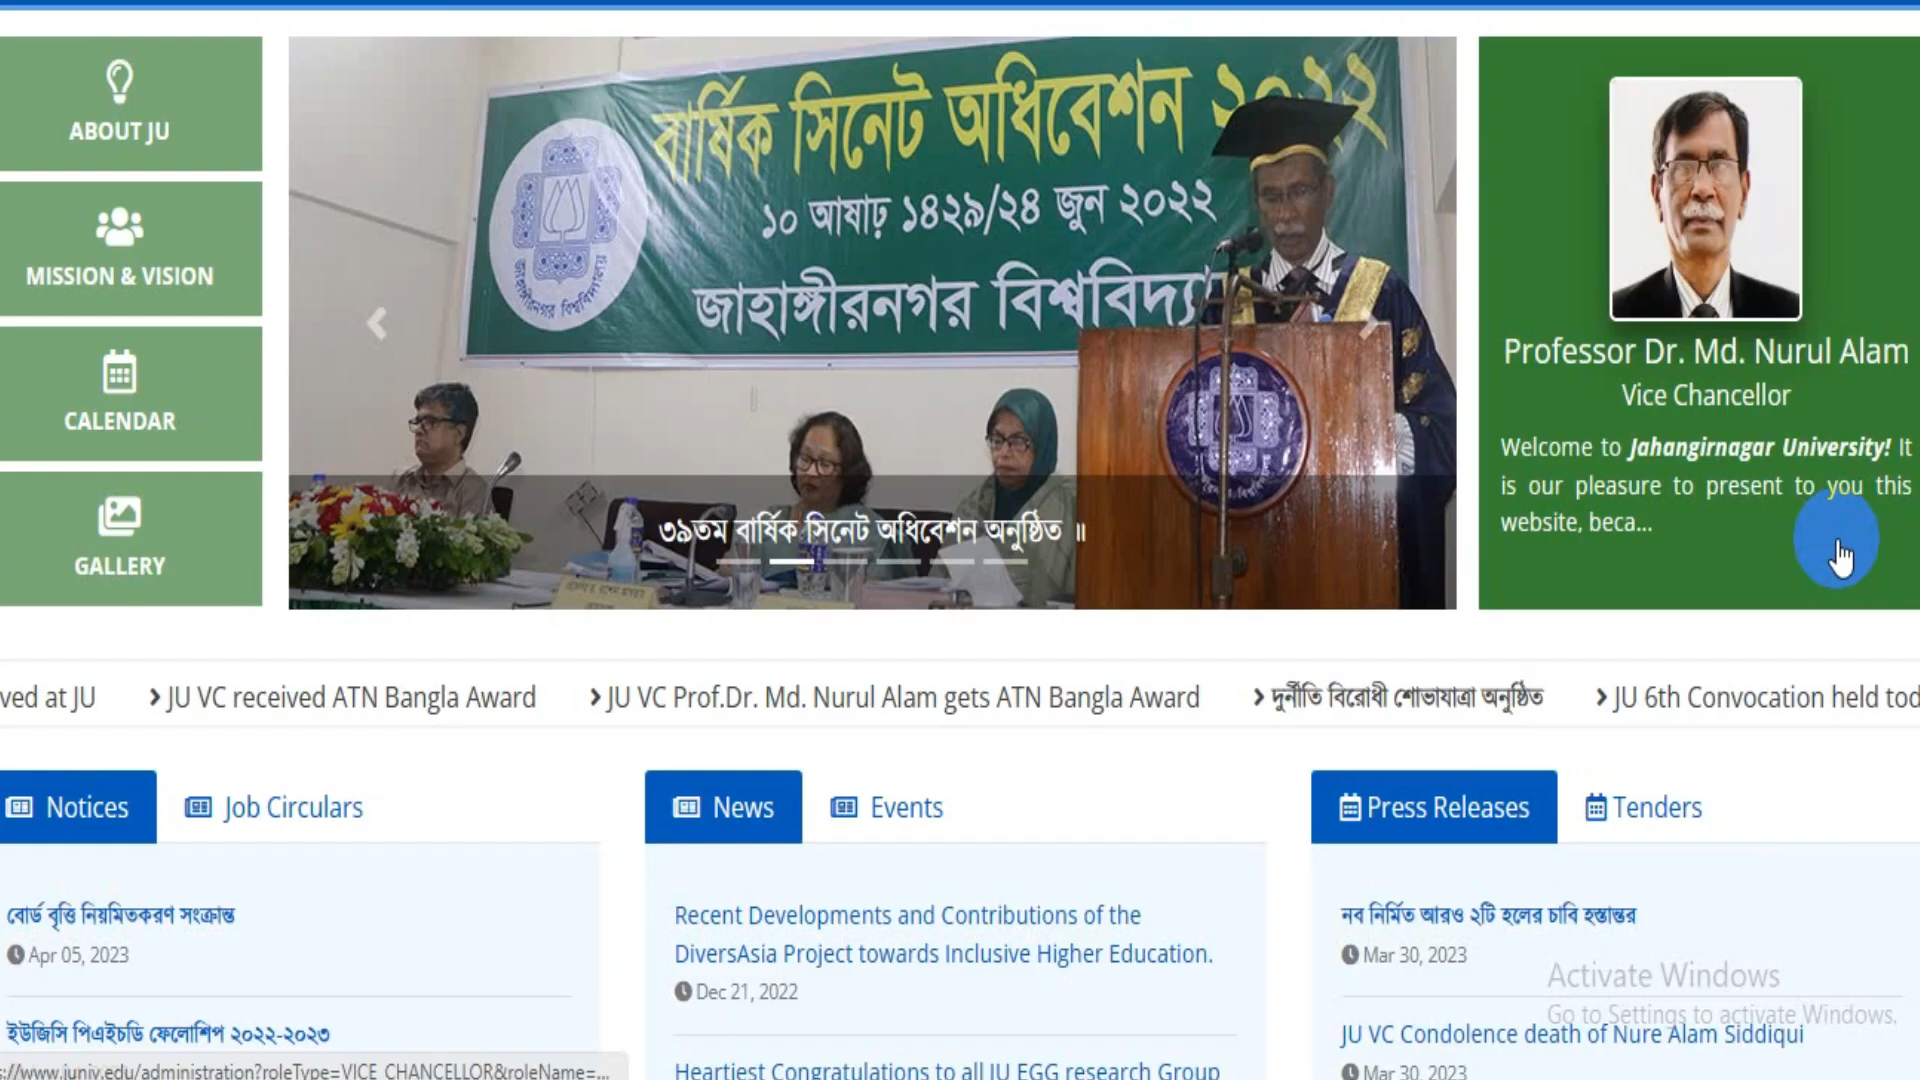 ABOUT JU
MISSION & VISION
CALENDAR
GALLERY
বার্ষিক সিনেট অধিবেশন ২০২২
১০ আষাঢ় ১৪২৯/২৪ জুন ২০২২
জাহাঙ্গীরনগর বিশ্ববিদ্যা
৩৯তম বার্ষিক সিনেট অধিবেশন অনুষ্ঠিত ॥
Professor Dr. Md. Nurul Alam
Vice Chancellor
Welcome to Jahangirnagar University! It
is our pleasure to present to you this
website, beca...
ved at JU
JU VC received ATN Bangla Award
JU VC Prof.Dr. Md. Nurul Alam gets ATN Bangla Award
দুর্নীতি বিরোধী শোভাযাত্রা অনুষ্ঠিত
JU 6th Convocation held tod
Notices
Job Circulars
বোর্ড বৃত্তি নিয়মিতকরণ সংক্রান্ত
Apr 05, 2023
ইউজিসি পিএইচডি ফেলোশিপ ২০২২-২০২৩
News
Events
Recent Developments and Contributions of the
DiversAsia Project towards Inclusive Higher Education.
Dec 21, 2022
Heartiest Congratulations to all JU EGG research Group
Press Releases
Tenders
নব নির্মিত আরও ২টি হলের চাবি হস্তান্তর
Mar 30, 2023
JU VC Condolence death of Nure Alam Siddiqui
Mar 30, 2023
Activate Windows
Go to Settings to activate Windows.
s://www.juniv.edu/administration?roleType=VICE_CHANCELLOR&roleName=...